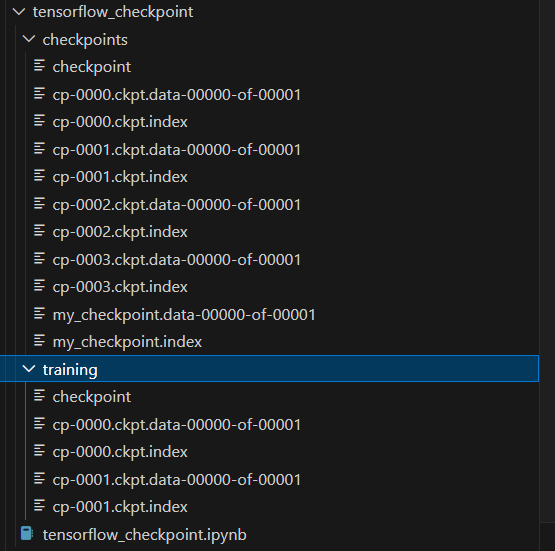 tensorflow_checkpoint
checkpoints
checkpoint
cp-0000.ckpt.data-00000-of-00001
cp-0000.ckpt.index
cp-0001.ckpt.data-00000-of-00001
cp-0001.ckpt.index
cp-0002.ckpt.data-00000-of-00001
cp-0002.ckpt.index
cp-0003.ckpt.data-00000-of-00001
cp-0003.ckpt.index
my_checkpoint.data-00000-of-00001
my_checkpoint.index
training
checkpoint
cp-0000.ckpt.data-00000-of-00001
cp-0000.ckpt.index
cp-0001.ckpt.data-00000-of-00001
cp-0001.ckpt.index
tensorflow_checkpoint.ipynb